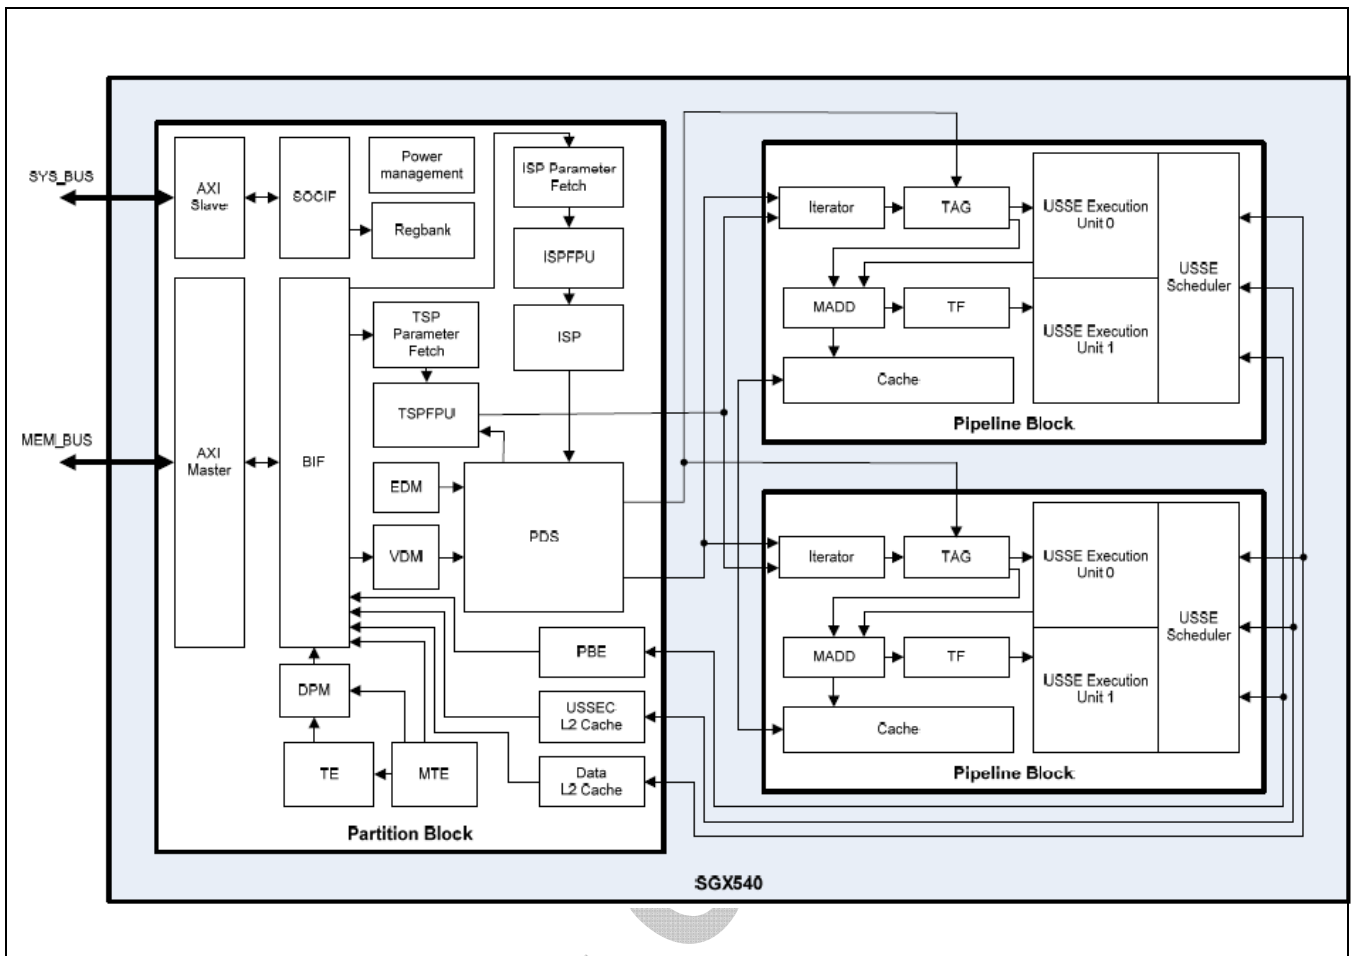 SYS_BUS
MEM_BUS
AXI
Slave
SOCIF
Power
management
Regbank
ISP Parameter
Fetch
ISPFPU
ISP
AXI
Master
BIF
TSP
Parameter
Fetch
TSPFPU
EDM
VDM
PDS
PBE
DPM
USSEC
L2 Cache
TE
MTE
Data
L2 Cache
Partition Block
Iterator
TAG
USSE Execution
Unit 0
USSE
Scheduler
MADD
TF
USSE Execution
Unit 1
Cache
Pipeline Block
Iterator
TAG
USSE Execution
Unit 0
USSE
Scheduler
MADD
TF
USSE Execution
Unit 1
Cache
Pipeline Block
SGX540